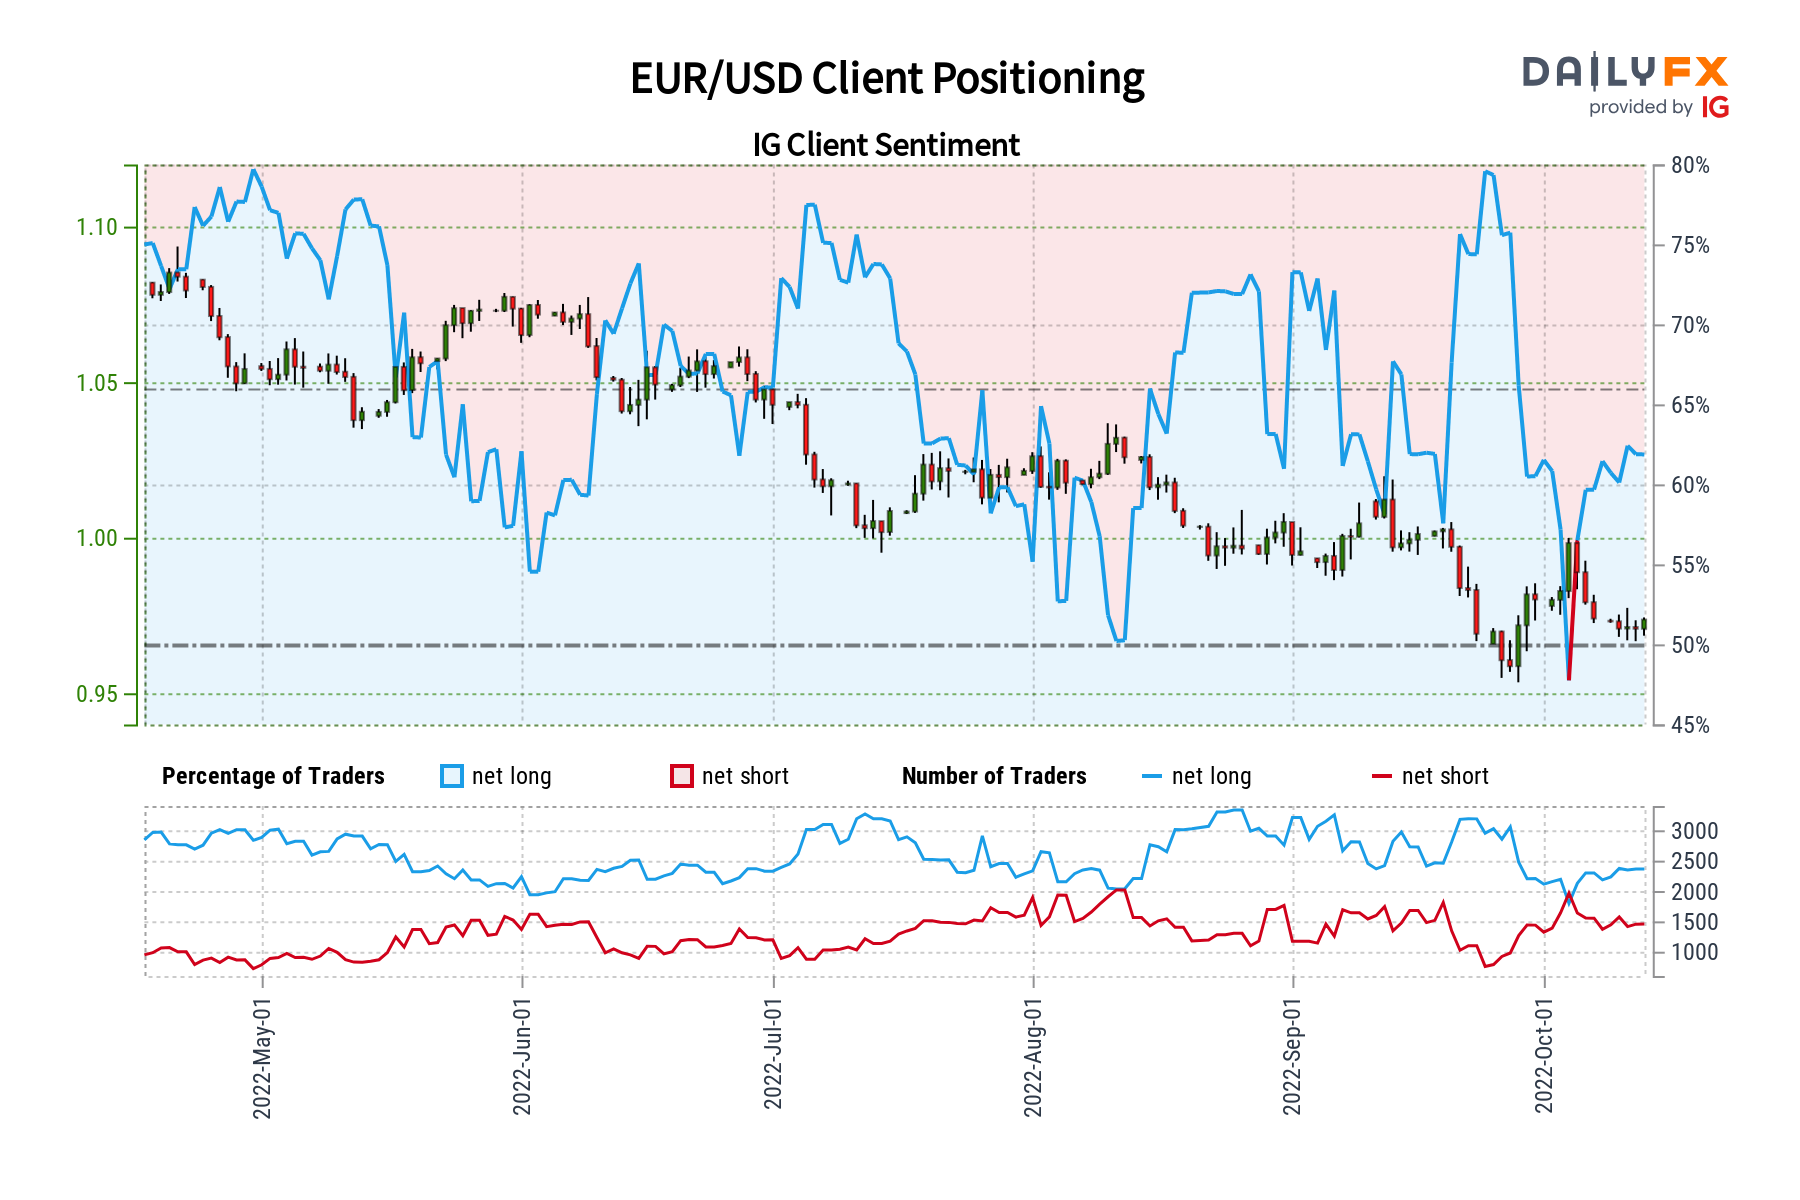 EUR/USD Client Positioning
DAILYFX
provided by IG
IG Client Sentiment
1.10
1.05
1.00
0.95
80%
75%
70%
65%
60%
55%
50%
45%
Percentage of Traders net long net short Number of Traders net long net short
3000
2500
2000
1500
1000
2022-May-01
2022-Jun-01
2022-Jul-01
2022-Aug-01
2022-Sep-01
2022-Oct-01